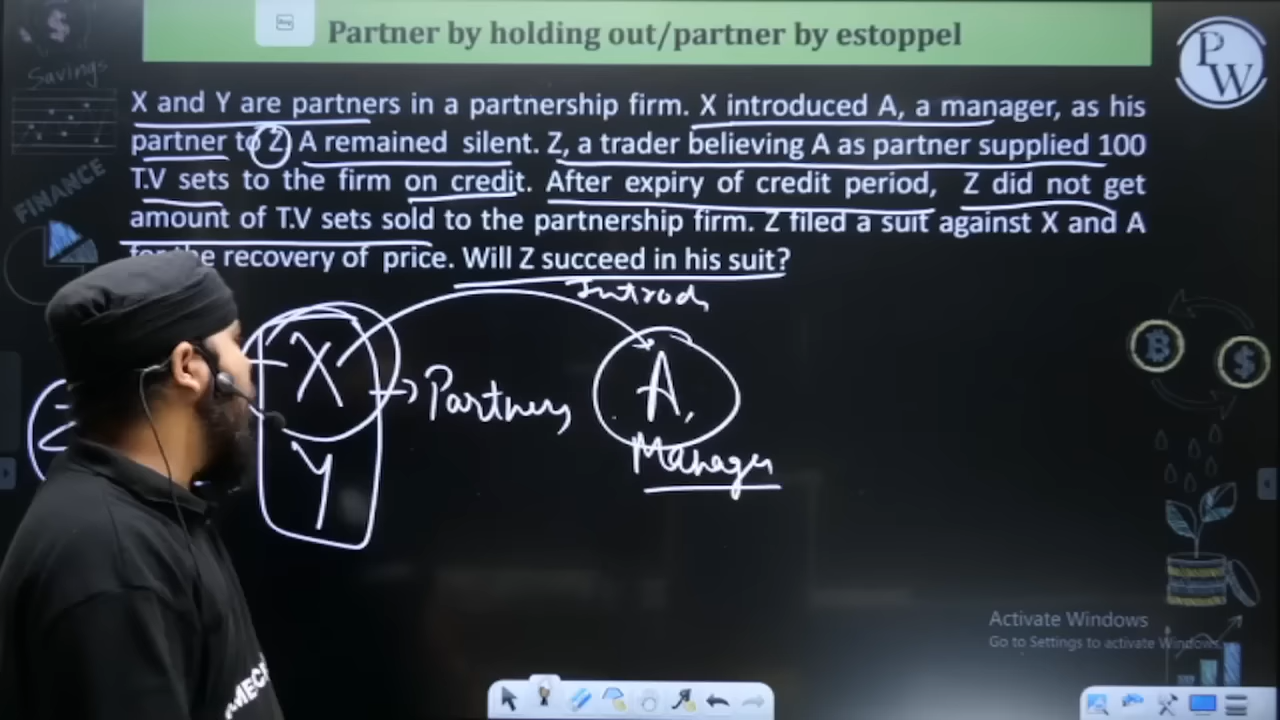 Partner by holding out/partner by estoppel
PW
Savings
FINANCE
X and Y are partners in a partnership firm. X introduced A, a manager, as his
partner to Z. A remained silent. Z, a trader believing A as partner supplied 100
T.V sets to the firm on credit. After expiry of credit period, Z did not get
amount of T.V sets sold to the partnership firm. Z filed a suit against X and A
for the recovery of price. Will Z succeed in his suit?
Introd
Z
X
Y
Partners
A,
Manager
Activate Windows
Go to Settings to activate Windows.